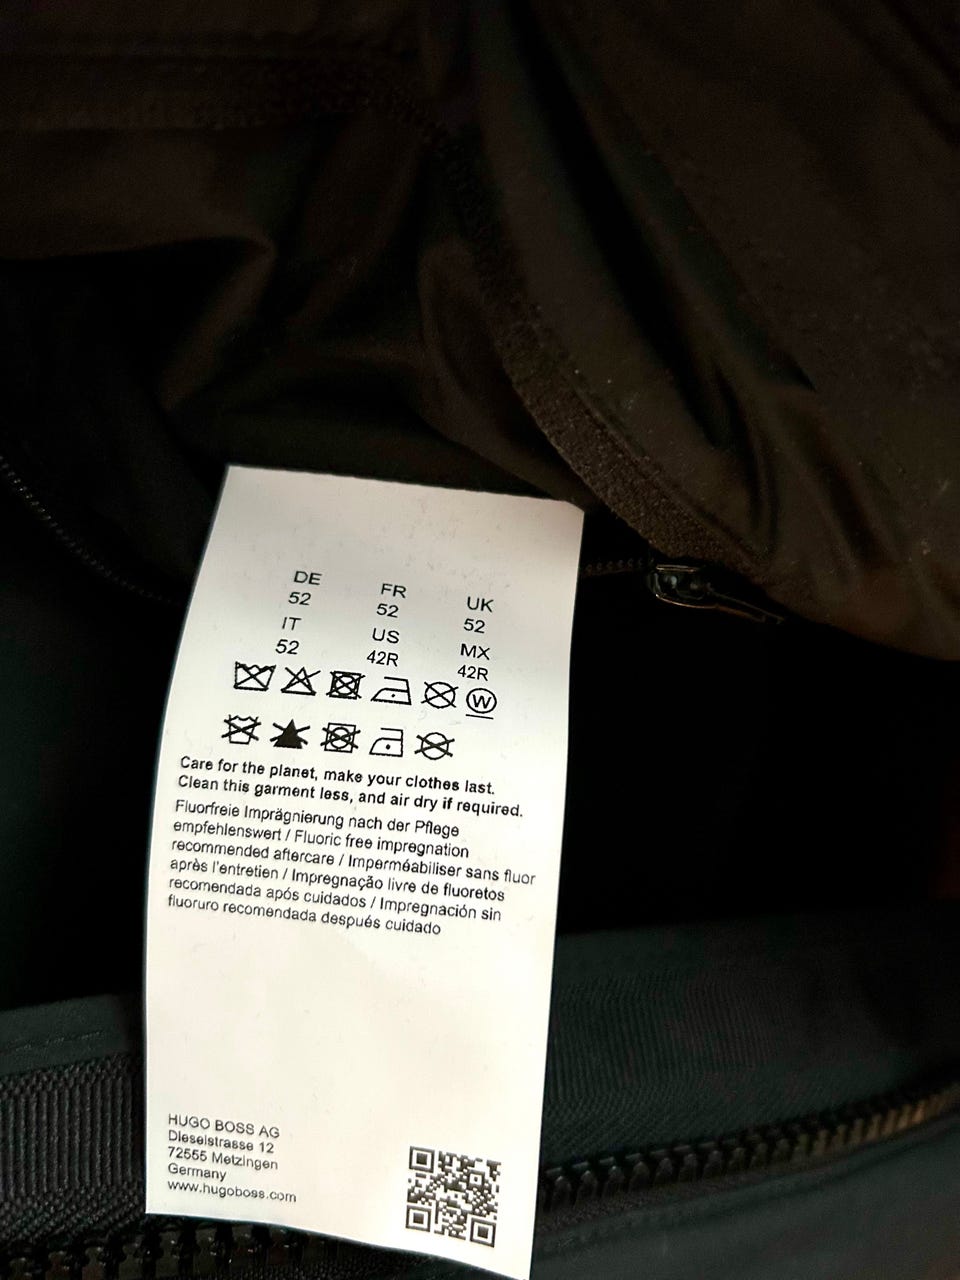 DE FR UK
52 52 52
IT US MX
52 42R 42R
W
Care for the planet, make your clothes last.
Clean this garment less, and air dry if required.
Fluorfreie Imprägnierung nach der Pflege
empfehlenswert / Fluoric free impregnation
recommended aftercare / Imperméabiliser sans fluor
après l'entretien / Impregnação livre de fluoretos
recomendada após cuidados / Impregnación sin
fluoruro recomendada después cuidado
HUGO BOSS AG
Dieselstrasse 12
72555 Metzingen
Germany
www.hugoboss.com